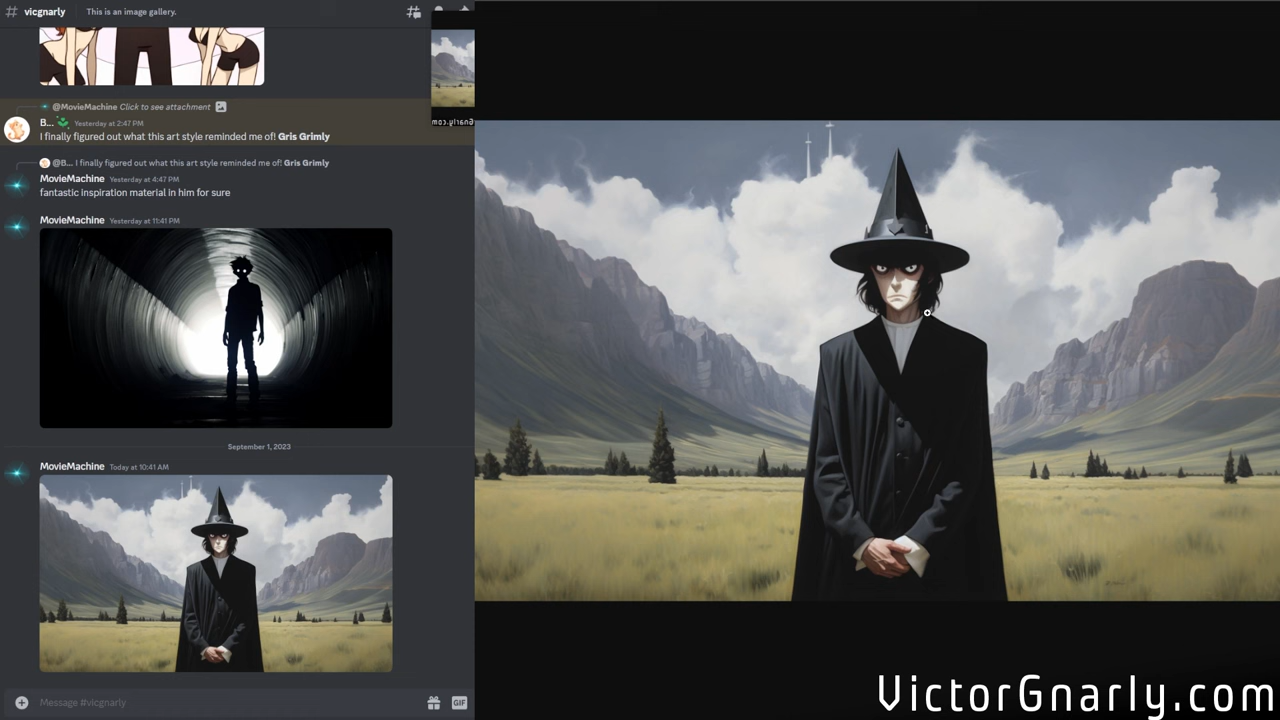 vicgnarly This is an image gallery.
@MovieMachine Click to see attachment
B... Yesterday at 2:47 PM
I finally figured out what this art style reminded me of! Gris Grimly
@B... I finally figured out what this art style reminded me of! Gris Grimly
MovieMachine Yesterday at 4:47 PM
fantastic inspiration material in him for sure
MovieMachine Yesterday at 11:41 PM
September 1, 2023
MovieMachine Today at 10:41 AM
Message #vicgnarly
GIF
VictorGnarly.com